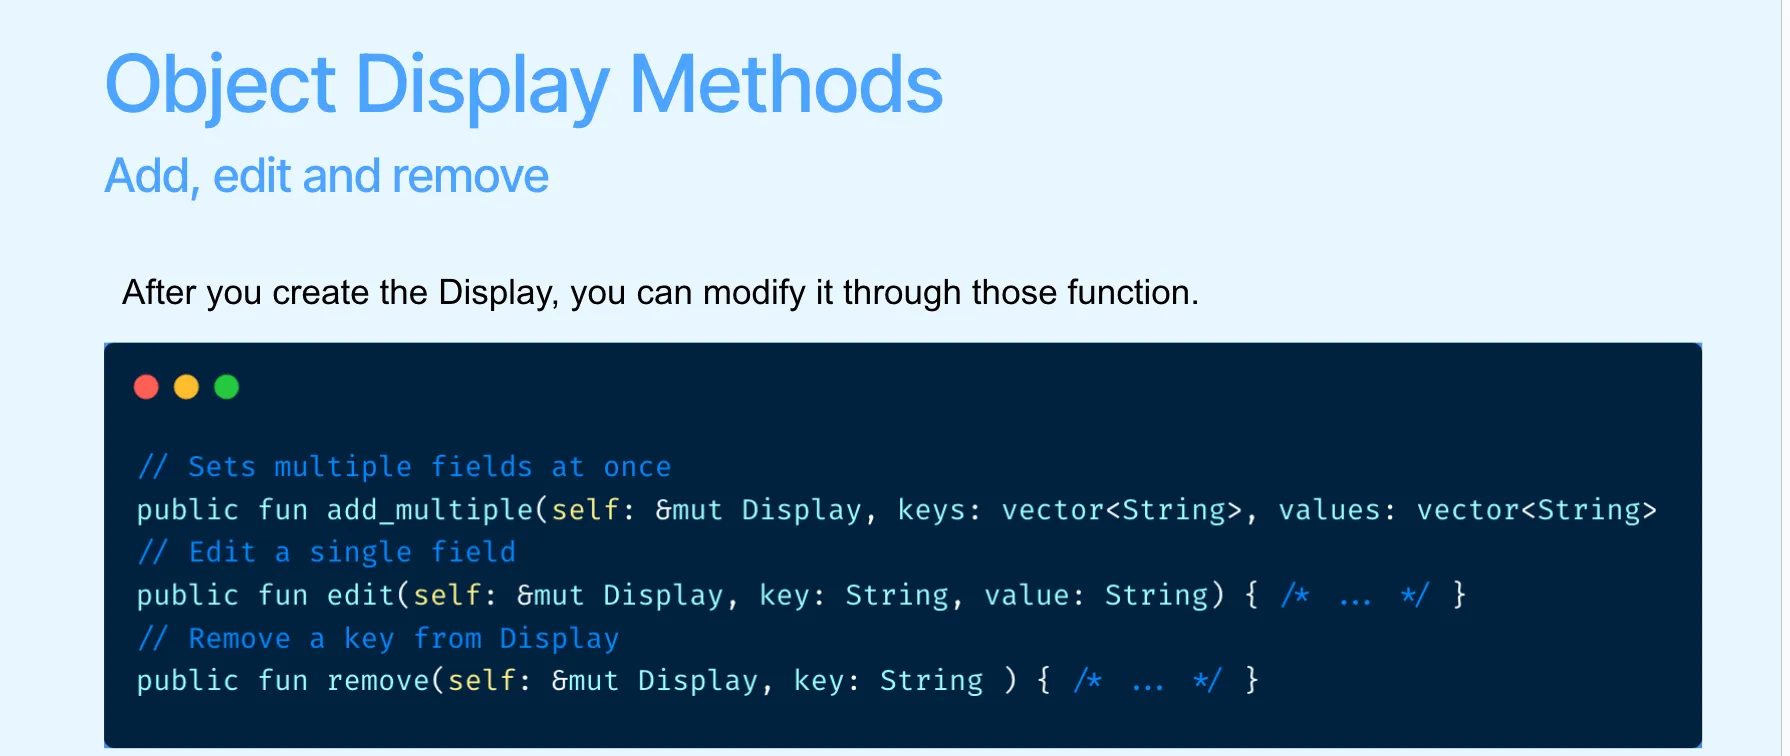 Object Display Methods
Add, edit and remove
After you create the Display, you can modify it through those function.
// Sets multiple fields at once
public fun add_multiple(self: &mut Display, keys: vector<String>, values: vector<String>
// Edit a single field
public fun edit(self: &mut Display, key: String, value: String) { /* ... */ }
// Remove a key from Display
public fun remove(self: &mut Display, key: String ) { /* ... */ }